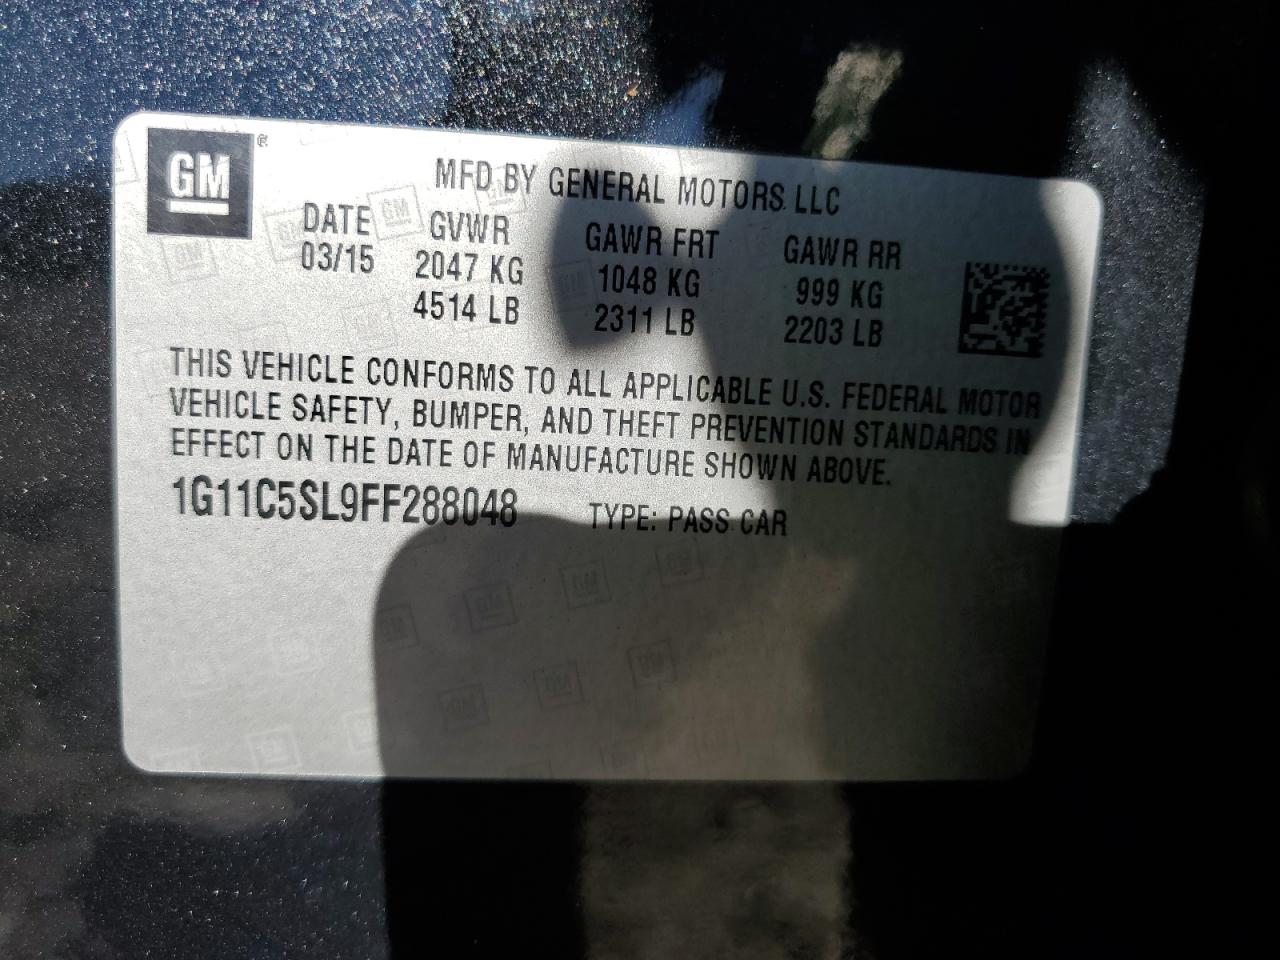 GM®
MFD BY GENERAL MOTORS LLC
DATE GVWR GAWR FRT GAWR RR
03/15 2047 KG 1048 KG 999 KG
4514 LB 2311 LB 2203 LB
THIS VEHICLE CONFORMS TO ALL APPLICABLE U.S. FEDERAL MOTOR
VEHICLE SAFETY, BUMPER, AND THEFT PREVENTION STANDARDS IN
EFFECT ON THE DATE OF MANUFACTURE SHOWN ABOVE.
1G11C5SL9FF288048 TYPE: PASS CAR